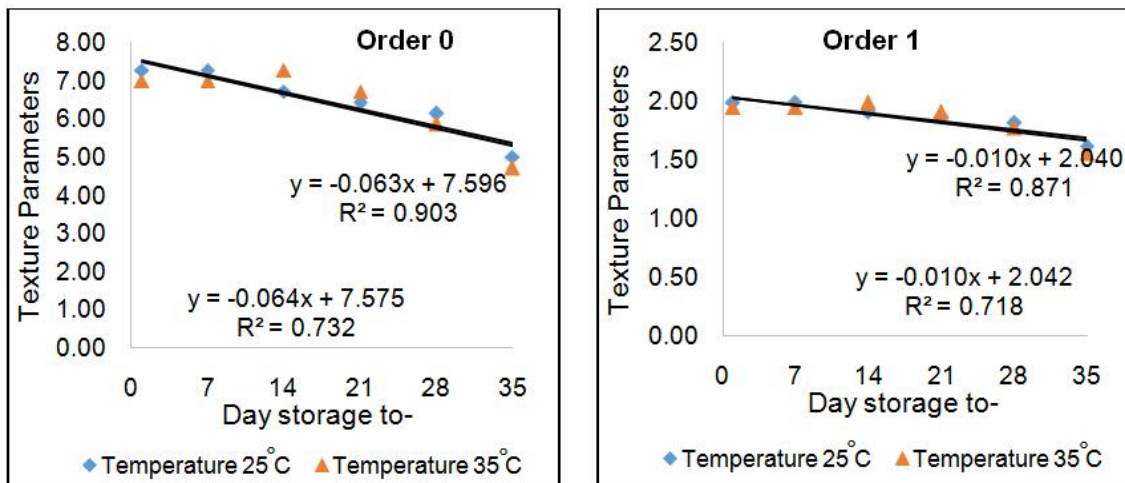 Order 0
Texture Parameters
8.00
7.00
6.00
5.00
4.00
3.00
2.00
1.00
0.00
y = -0.063x + 7.596
R² = 0.903
y = -0.064x + 7.575
R² = 0.732
0 7 14 21 28 35
Day storage to-
Temperature 25°C Temperature 35°C
Order 1
Texture Parameters
2.50
2.00
1.50
1.00
0.50
0.00
y = -0.010x + 2.040
R² = 0.871
y = -0.010x + 2.042
R² = 0.718
0 7 14 21 28 35
Day storage to-
Temperature 25°C Temperature 35°C